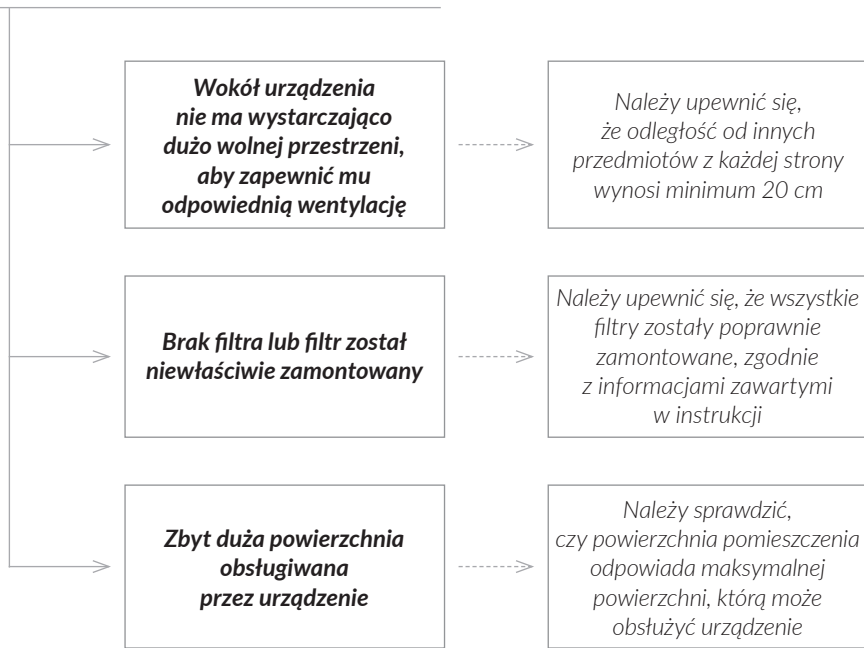 Wokół urządzenia
nie ma wystarczająco
dużo wolnej przestrzeni,
aby zapewnić mu
odpowiednią wentylację
Należy upewnić się,
że odległość od innych
przedmiotów z każdej strony
wynosi minimum 20 cm
Brak filtra lub filtr został
niewłaściwie zamontowany
Należy upewnić się, że wszystkie
filtry zostały poprawnie
zamontowane, zgodnie
z informacjami zawartymi
w instrukcji
Zbyt duża powierzchnia
obsługiwana
przez urządzenie
Należy sprawdzić,
czy powierzchnia pomieszczenia
odpowiada maksymalnej
powierzchni, którą może
obsłużyć urządzenie